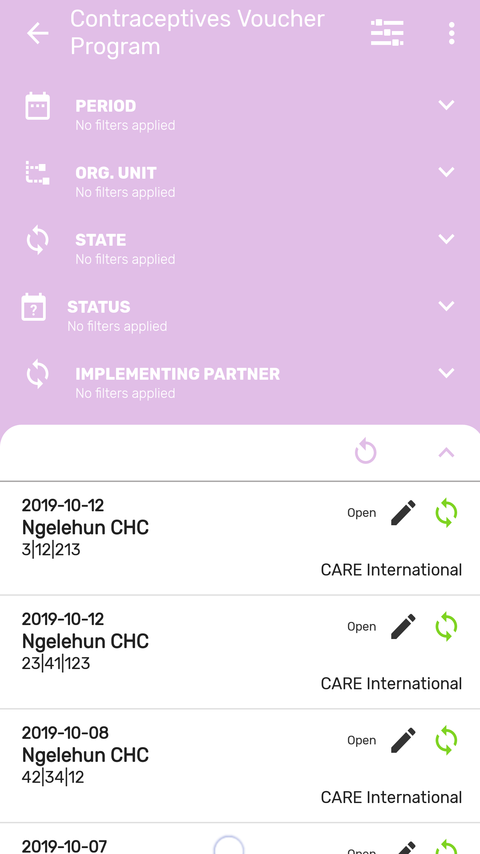 Contraceptives Voucher
Program
PERIOD
No filters applied
ORG. UNIT
No filters applied
STATE
No filters applied
?
STATUS
No filters applied
IMPLEMENTING PARTNER
No filters applied
2019-10-12
Open
Ngelehun CHC
3|12|213
CARE International
2019-10-12
Open
Ngelehun CHC
23|41|123
CARE International
2019-10-08
Open
Ngelehun CHC
42|34|12
CARE International
2019-10-07
Open